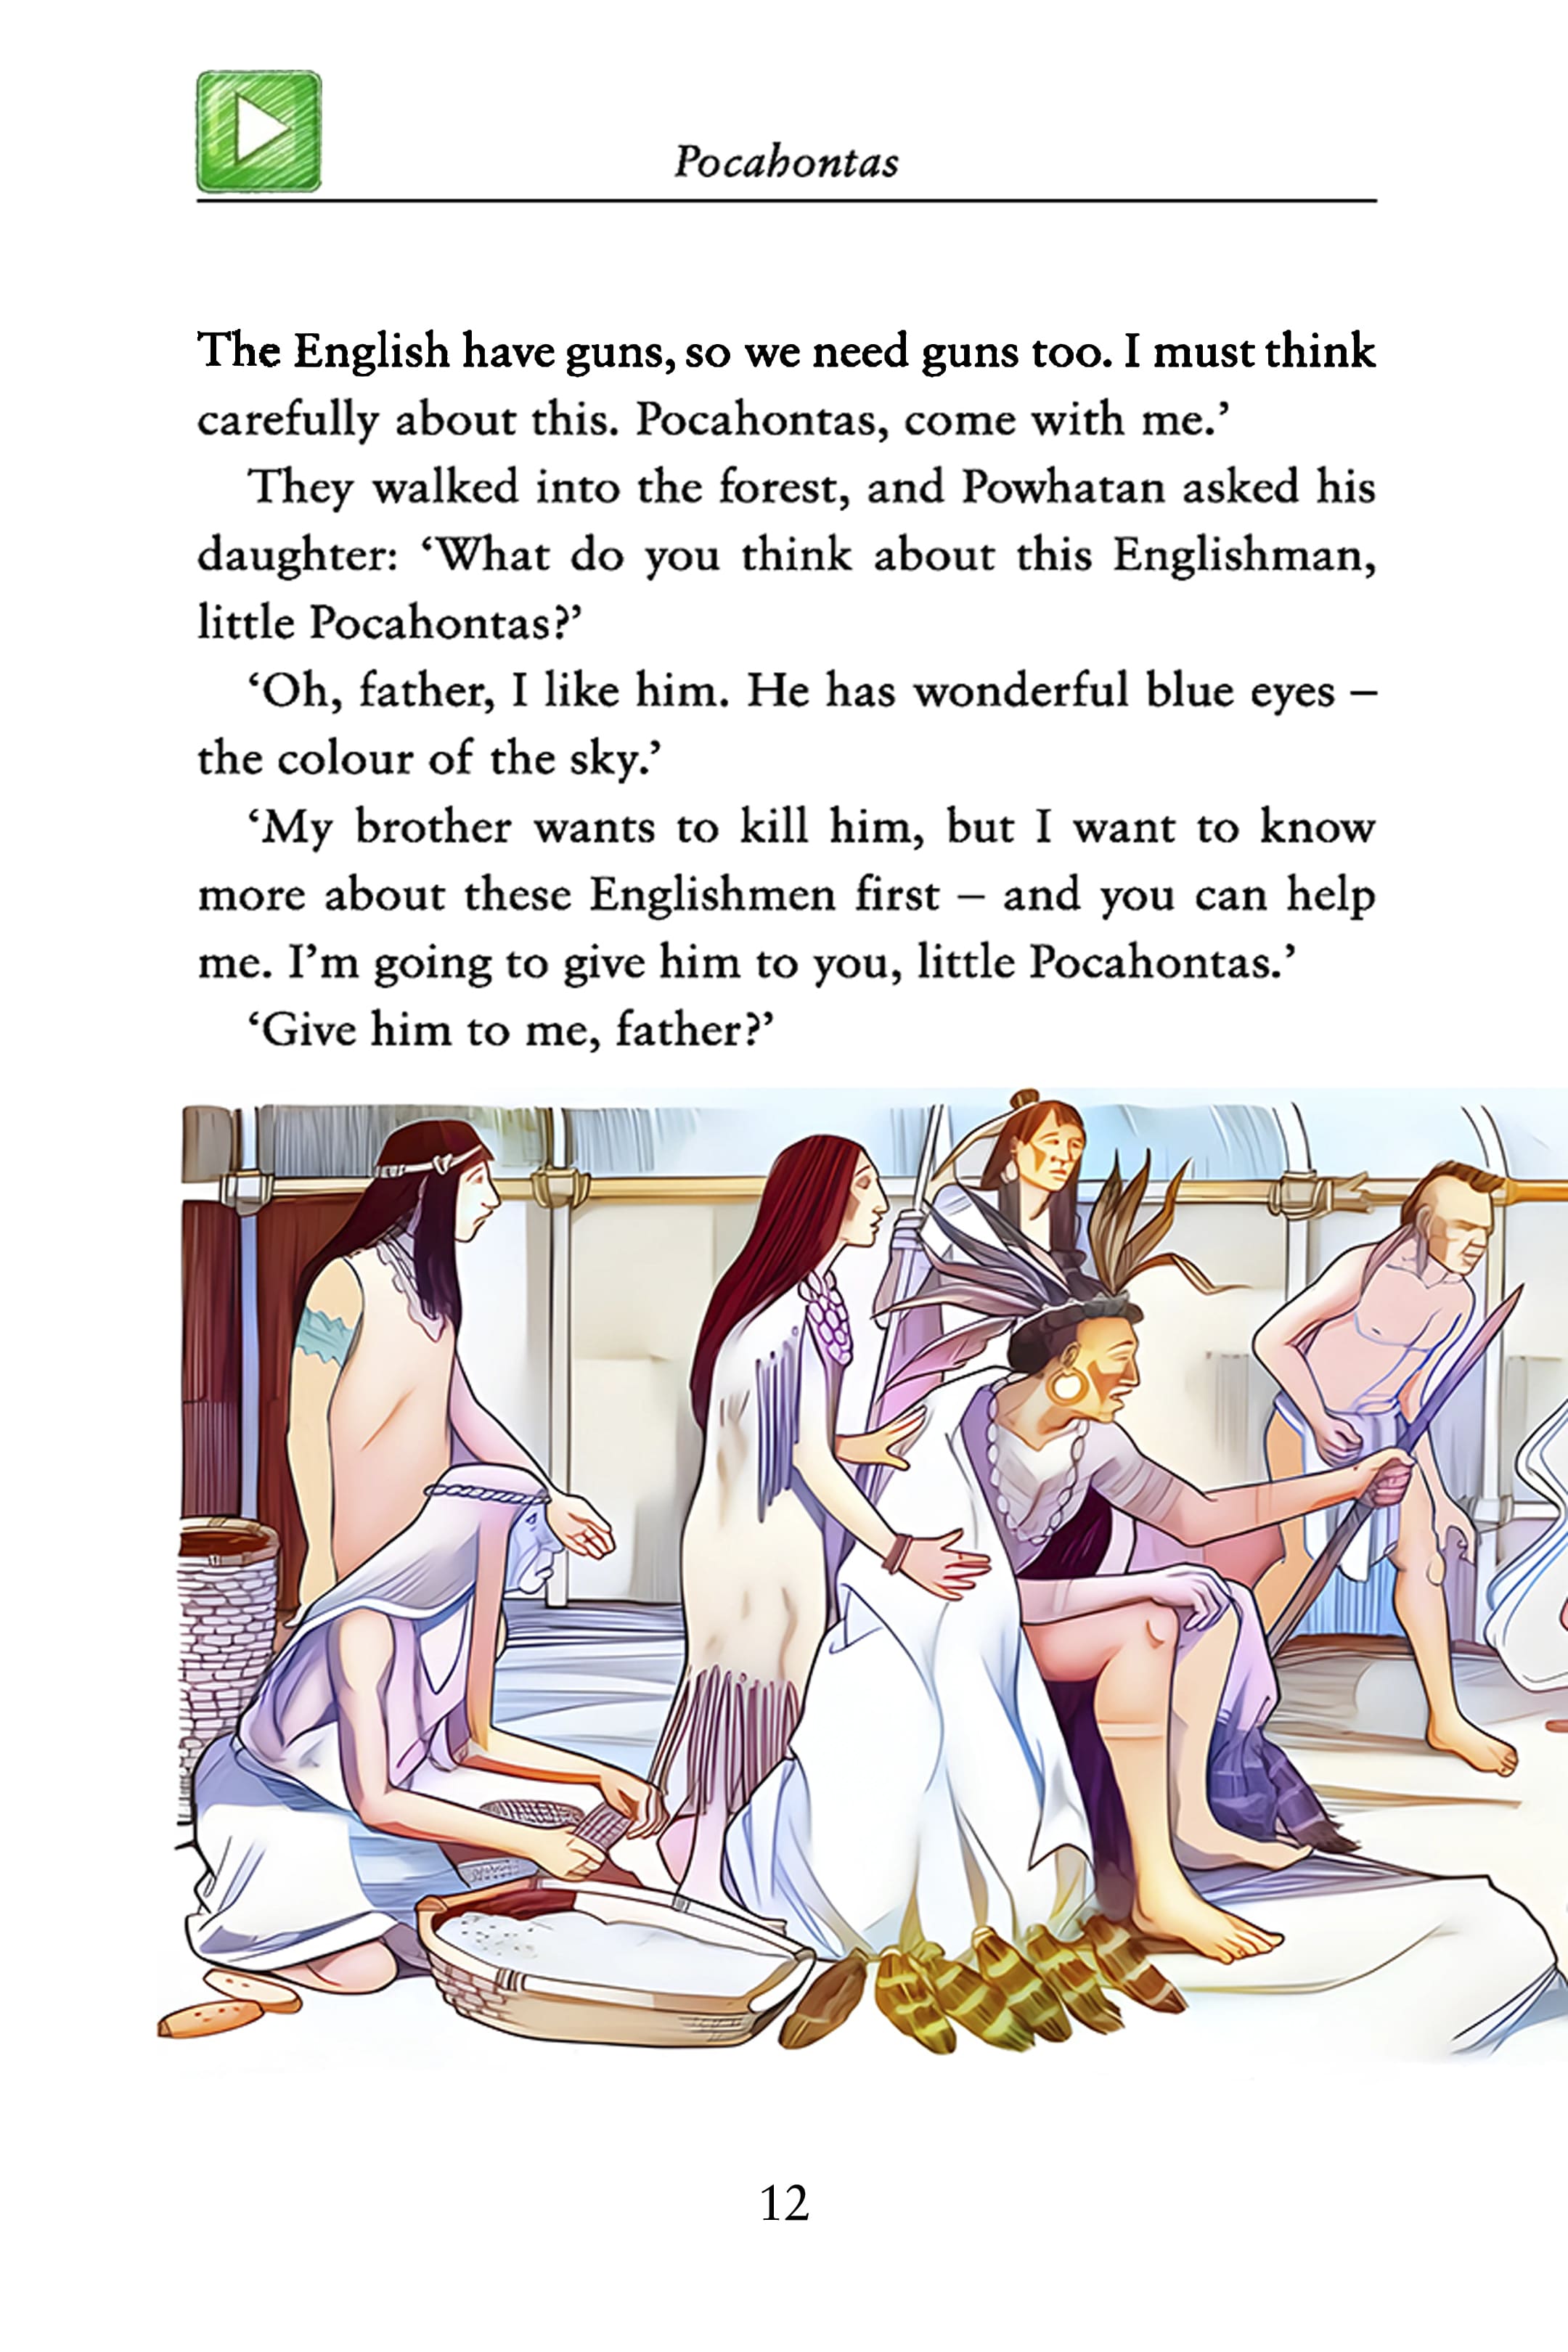 Pocahontas
The English have guns, so we need guns too. I must think
carefully about this. Pocahontas, come with me.’
They walked into the forest, and Powhatan asked his
daughter: ‘What do you think about this Englishman,
little Pocahontas?’
‘Oh, father, I like him. He has wonderful blue eyes –
the colour of the sky.’
‘My brother wants to kill him, but I want to know
more about these Englishmen first – and you can help
me. I’m going to give him to you, little Pocahontas.’
‘Give him to me, father?’
12